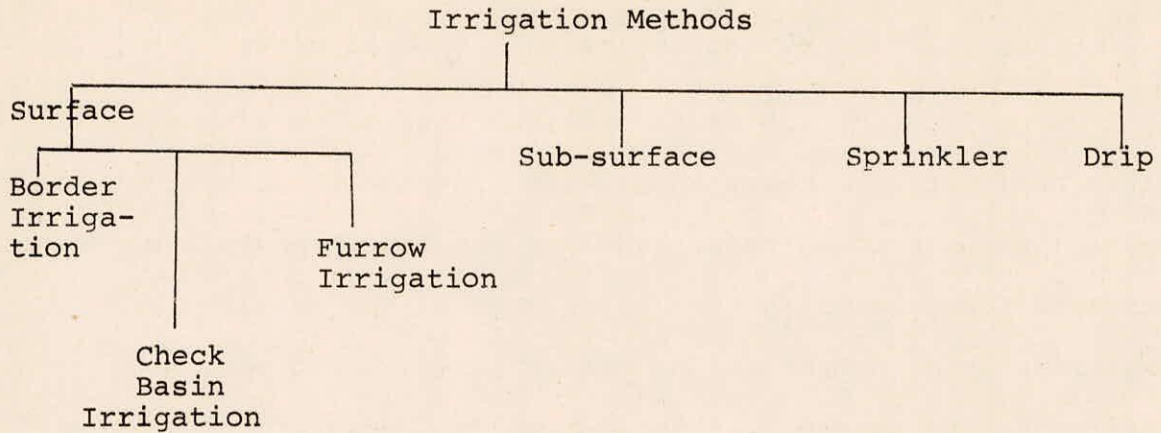 Irrigation Methods
Surface
Sub-surface Sprinkler Drip
Border
Irriga-
tion
Furrow
Irrigation
Check
Basin
Irrigation